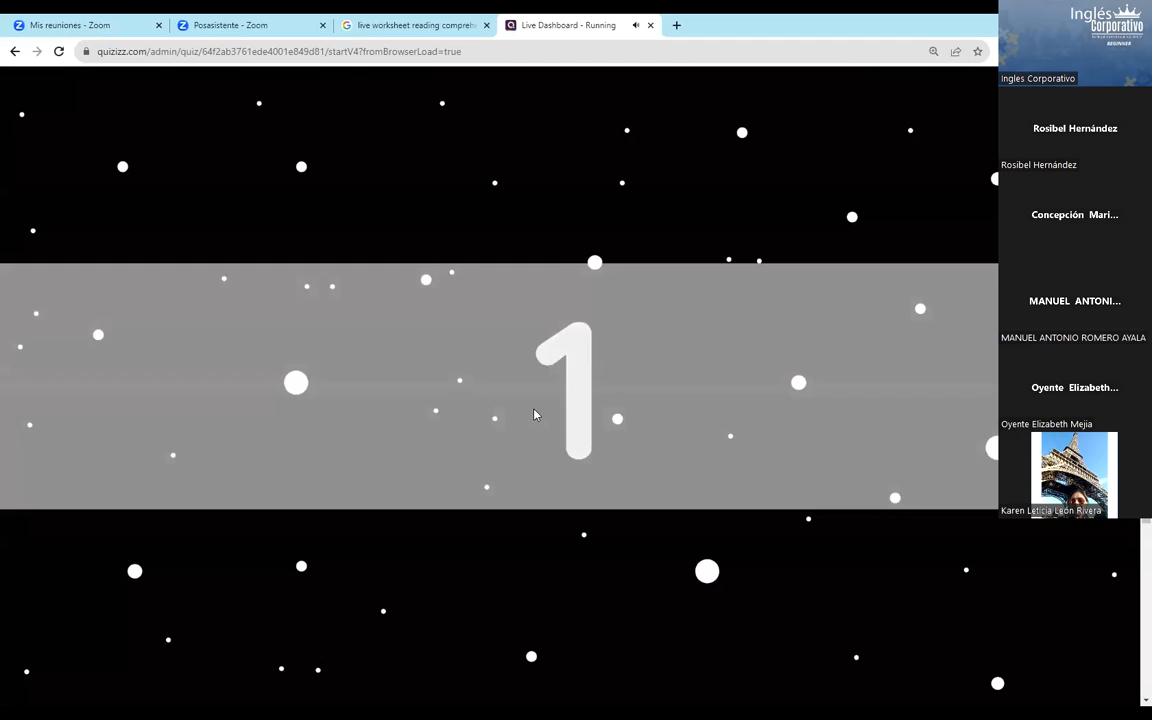 Mis reuniones - Zoom
Posasistente - Zoom
live worksheet reading compreh
Live Dashboard - Running
quizizz.com/admin/quiz/64f2ab3761ede4001e849d81/startV4?fromBrowserLoad=true
1
Inglés
Corporativo
BEGINNER
Ingles Corporativo
Rosibel Hernández
Rosibel Hernández
Concepción Mari...
MANUEL ANTONI...
MANUEL ANTONIO ROMERO AYALA
Oyente Elizabeth...
Oyente Elizabeth Mejia
Karen Leticia León Rivera